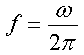 f = ω / 2π